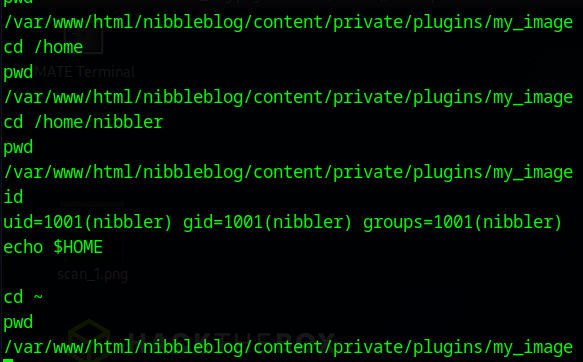 pwd
/var/www/html/nibbleblog/content/private/plugins/my_image
cd /home
pwd
MATE Terminal
/var/www/html/nibbleblog/content/private/plugins/my_image
cd /home/nibbler
pwd
/var/www/html/nibbleblog/content/private/plugins/my_image
id
uid=1001(nibbler) gid=1001(nibbler) groups=1001(nibbler)
echo $HOME
scan_1.png
cd ~
pwd
HACKTHEBOX
/var/www/html/nibbleblog/content/private/plugins/my_image